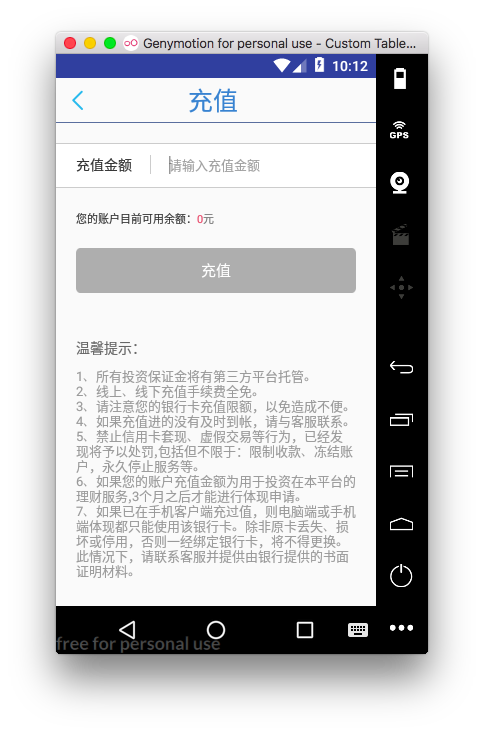 Genymotion for personal use - Custom Table...
10:12
充值
充值金额
请输入充值金额
您的账户目前可用余额：0元
充值
温馨提示：
1、所有投资保证金将有第三方平台托管。
2、线上、线下充值手续费全免。
3、请注意您的银行卡充值限额，以免造成不便。
4、如果充值进的没有及时到帐，请与客服联系。
5、禁止信用卡套现、虚假交易等行为，已经发
现将予以处罚,包括但不限于：限制收款、冻结账
户，永久停止服务等。
6、如果您的账户充值金额为用于投资在本平台的
理财服务,3个月之后才能进行体现申请。
7、如果已在手机客户端充过值，则电脑端或手机
端体现都只能使用该银行卡。除非原卡丢失、损
坏或停用，否则一经绑定银行卡，将不得更换。
此情况下，请联系客服并提供由银行提供的书面
证明材料。
GPS
free for personal use